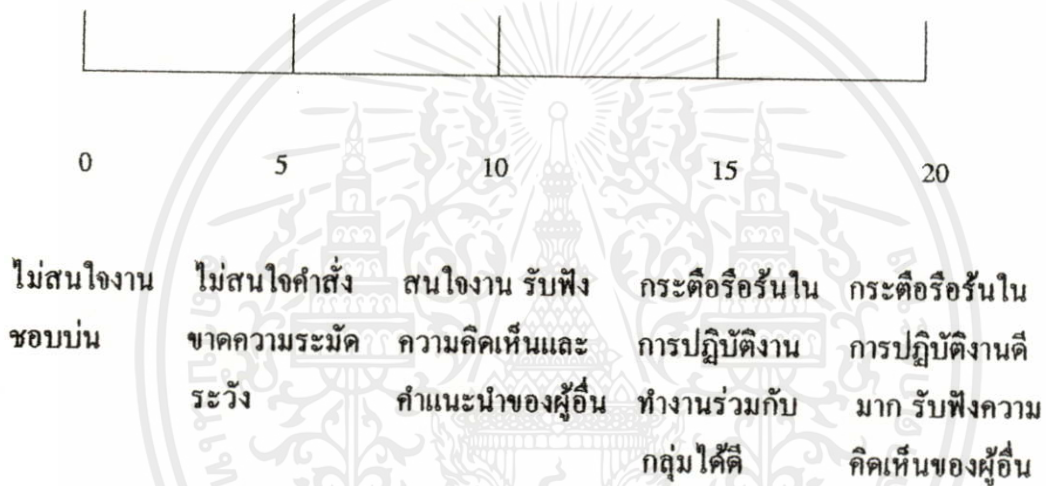 0 5 10 15 20
ไม่สนใจงาน ไม่สนใจคำสั่ง สนใจงาน รับฟัง กระตือรือร้นใน กระตือรือร้นใน
ชอบบ่น ขาดความระมัด ความคิดเห็นและ การปฏิบัติงาน การปฏิบัติงานดี
ระวัง คำแนะนำของผู้อื่น ทำงานร่วมกับ มาก รับฟังความ
กลุ่มได้ดี คิดเห็นของผู้อื่น